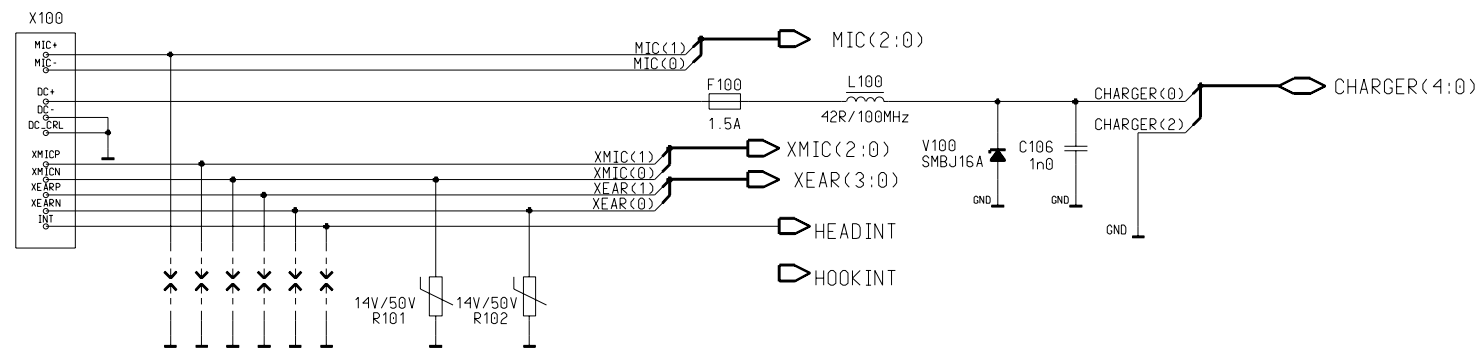 X100
MIC+
MIC-
DC+
DC-
DC_CRL
XMICP
XMICN
XEARP
XEARN
INT
MIC(1)
MIC(0)
MIC(2:0)
F100
1.5A
L100
42R/100MHz
CHARGER(0)
CHARGER(2)
CHARGER(4:0)
XMIC(1)
XMIC(0)
XMIC(2:0)
XEAR(1)
XEAR(0)
XEAR(3:0)
V100
SMBJ16A
C106
1n0
GND
GND
GND
HEADINT
HOOKINT
14V/50V
R101
14V/50V
R102